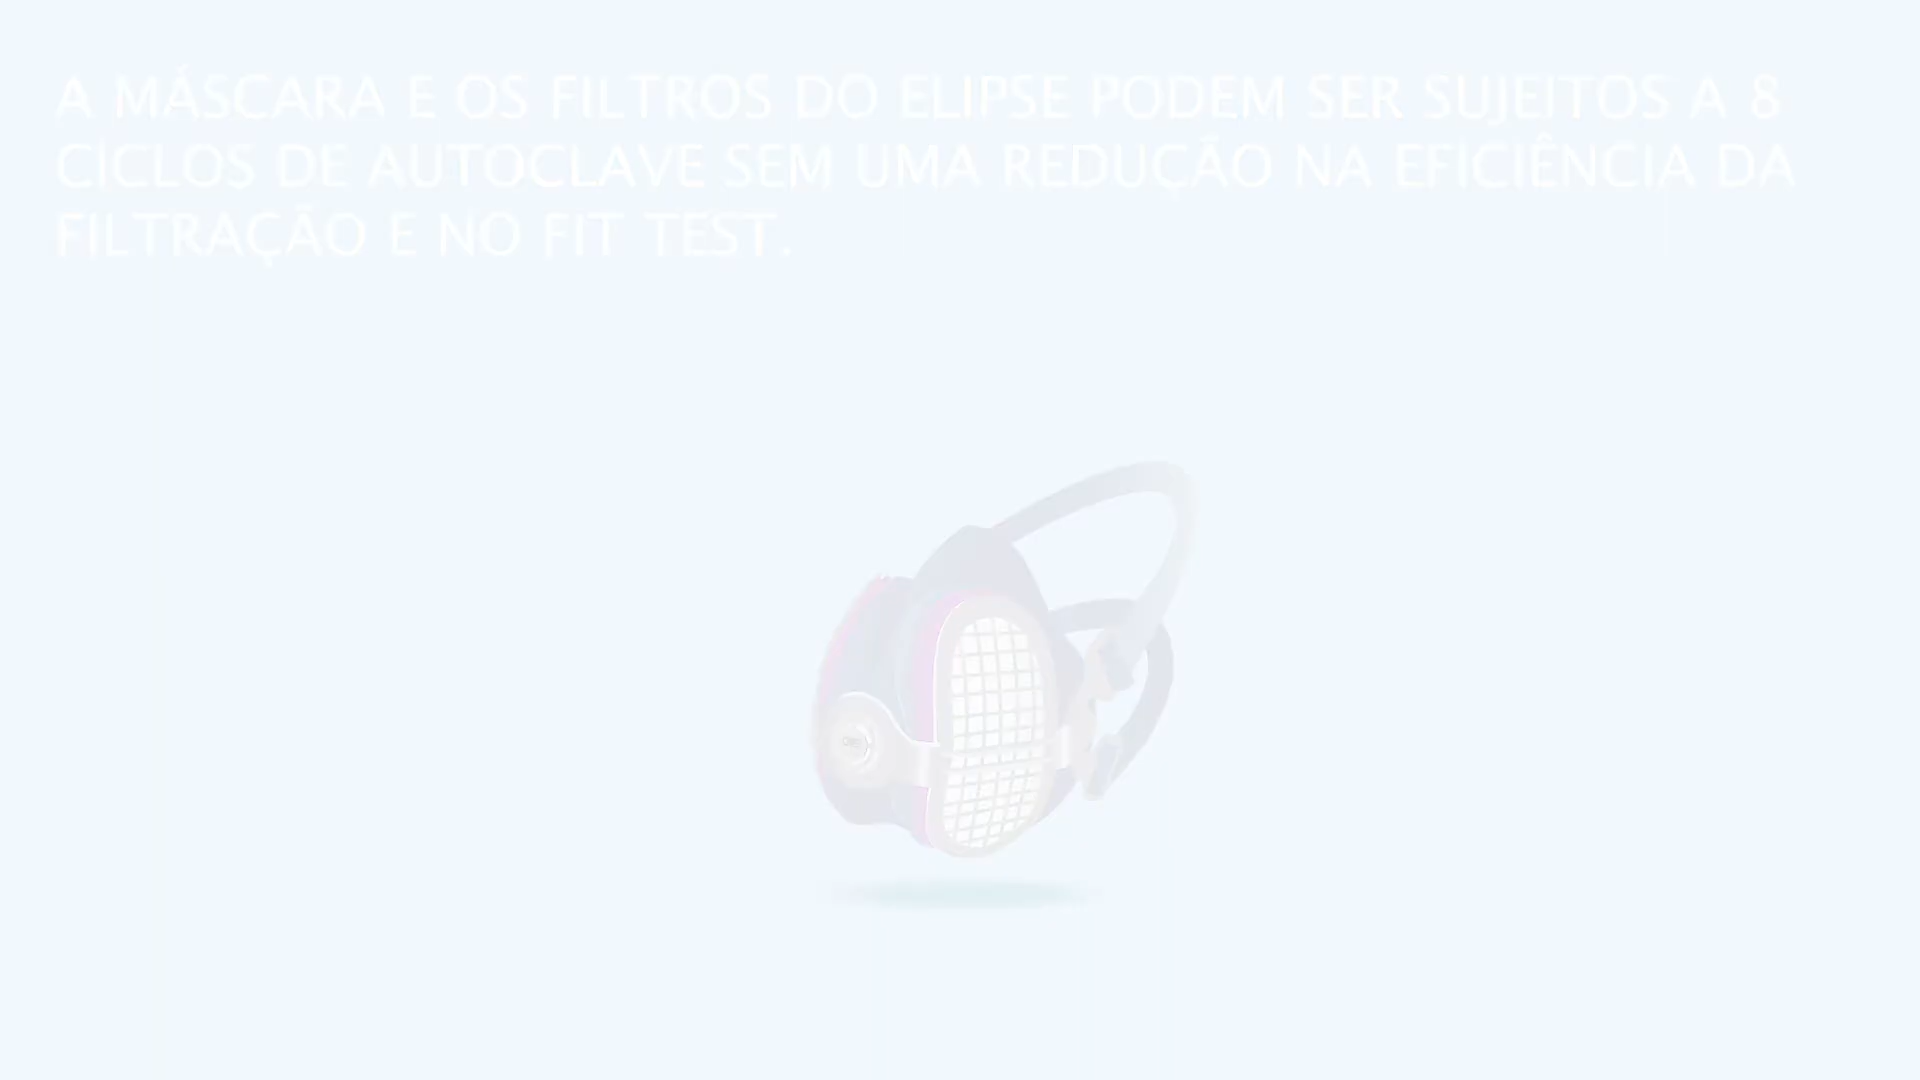 A MÁSCARA E OS FILTROS DO ELIPSE PODEM SER SUJEITOS A 8
CICLOS DE AUTOCLAVE SEM UMA REDUÇÃO NA EFICIÊNCIA DA
FILTRAÇÃO E NO FIT TEST.